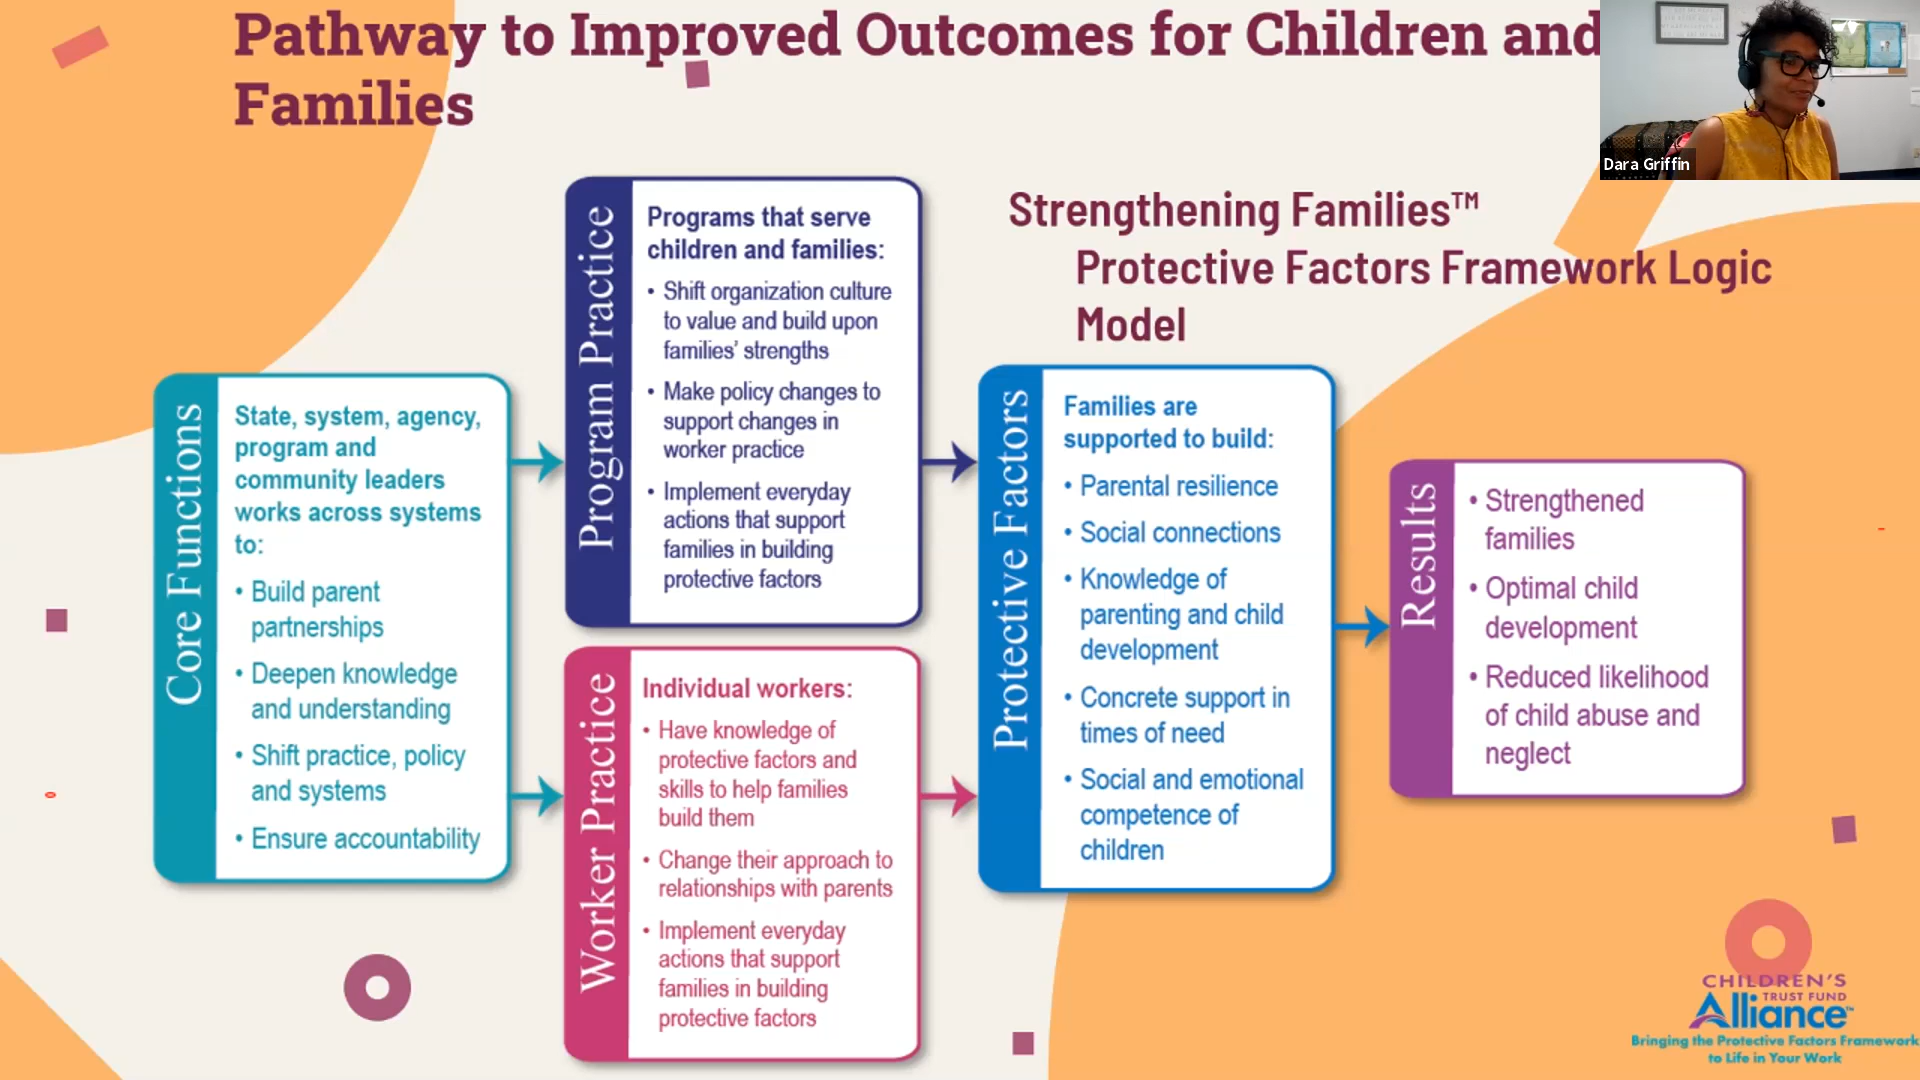 Pathway to Improved Outcomes for Children and
Families
Dara Griffin
Strengthening Families™
Protective Factors Framework Logic
Model
Core Functions
State, system, agency,
program and
community leaders
works across systems
to:
• Build parent
partnerships
• Deepen knowledge
and understanding
• Shift practice, policy
and systems
• Ensure accountability
Program Practice
Programs that serve
children and families:
• Shift organization culture
to value and build upon
families' strengths
• Make policy changes to
support changes in
worker practice
• Implement everyday
actions that support
families in building
protective factors
Worker Practice
Individual workers:
• Have knowledge of
protective factors and
skills to help families
build them
• Change their approach to
relationships with parents
• Implement everyday
actions that support
families in building
protective factors
Protective Factors
Families are
supported to build:
• Parental resilience
• Social connections
• Knowledge of
parenting and child
development
• Concrete support in
times of need
• Social and emotional
competence of
children
Results
• Strengthened
families
• Optimal child
development
• Reduced likelihood
of child abuse and
neglect
CHILDREN'S
TRUST FUND
Alliance™
Bringing the Protective Factors Framework
to Life in Your Work